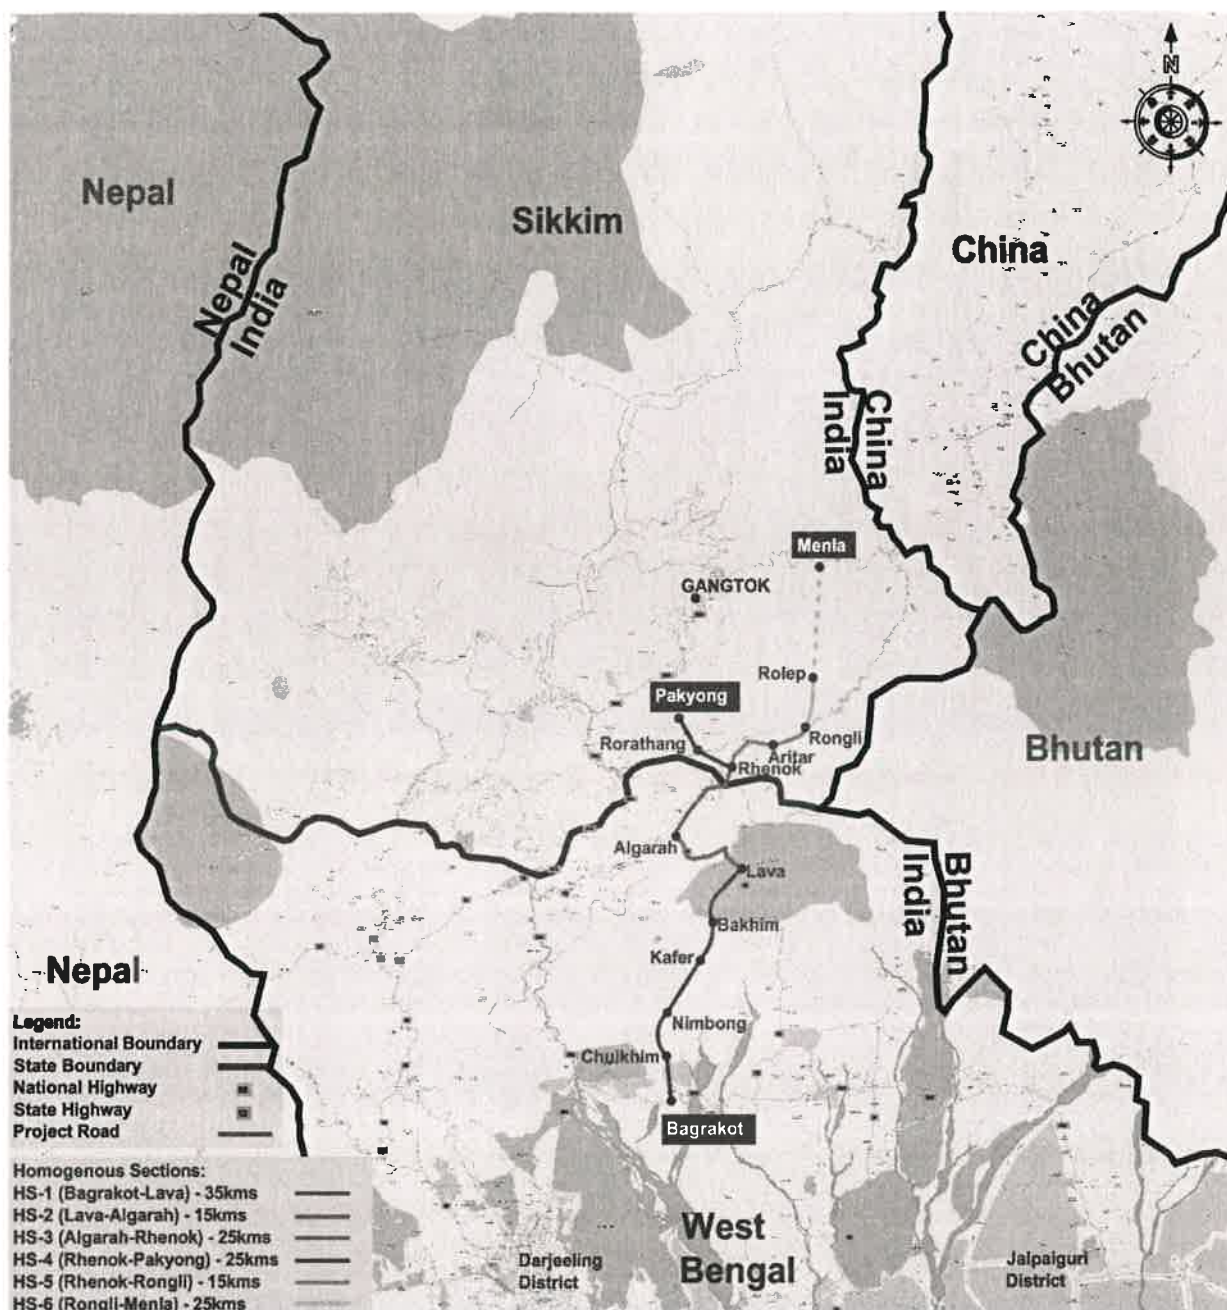 N
Nepal
Sikkim
China
Nepal
India
China
Bhutan
India
China
Menla
GANGTOK
Rolep
Pakyong
Rongli
Rorathang
Aritar
Rhenok
Bhutan
Algarah
Lava
Bakhim
India
Bhutan
Kafer
Nepal
Nimbong
Chuikhim
Bagrakot
Legend:
International Boundary
State Boundary
National Highway
State Highway
Project Road
Homogenous Sections:
HS-1 (Bagrakot-Lava) - 35kms
HS-2 (Lava-Algarah) - 15kms
HS-3 (Algarah-Rhenok) - 25kms
HS-4 (Rhenok-Pakyong) - 25kms
HS-5 (Rhenok-Rongli) - 15kms
HS-6 (Rongli-Menla) - 25kms
West
Bengal
Darjeeling
District
Jalpaiguri
District